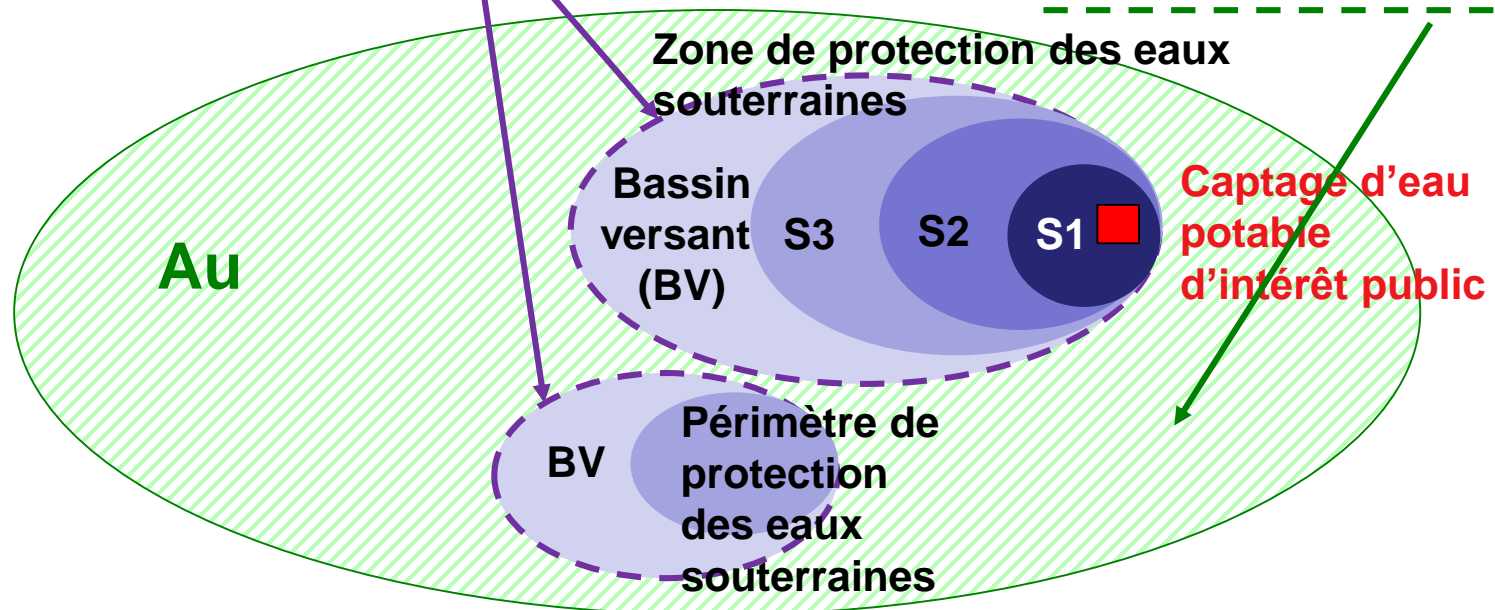 Zone de protection des eaux
souterraines
Bassin
versant
(BV)
S3
S2
S1
Captage d’eau
potable
d’intérêt public
Au
BV
Périmètre de
protection
des eaux
souterraines